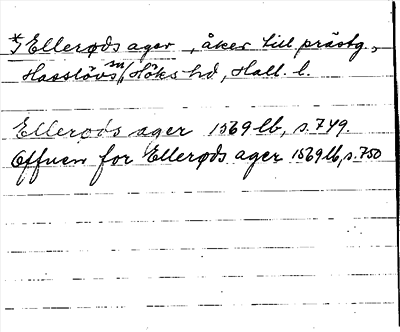 *) Ellerøds ager, åker till prästg.,
Hasslövs sn, Höks hd, Hall. l.
Ellerøds ager 1569 lb, s. 749.
Offuen for Ellerøds ager 1569 lb, s. 750